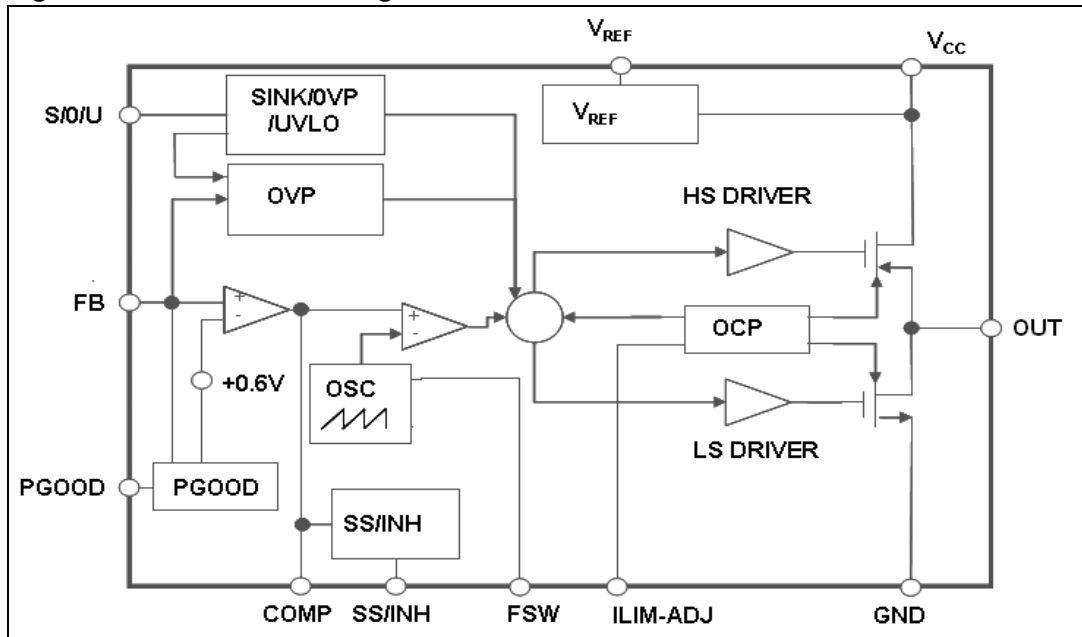 V_REF
V_CC
S/0/U
SINK/0VP
/UVLO
V_REF
OVP
HS DRIVER
FB
+
-
+
-
OCP
OUT
+0.6V
OSC
LS DRIVER
PGOOD
PGOOD
SS/INH
COMP
SS/INH
FSW
ILIM-ADJ
GND